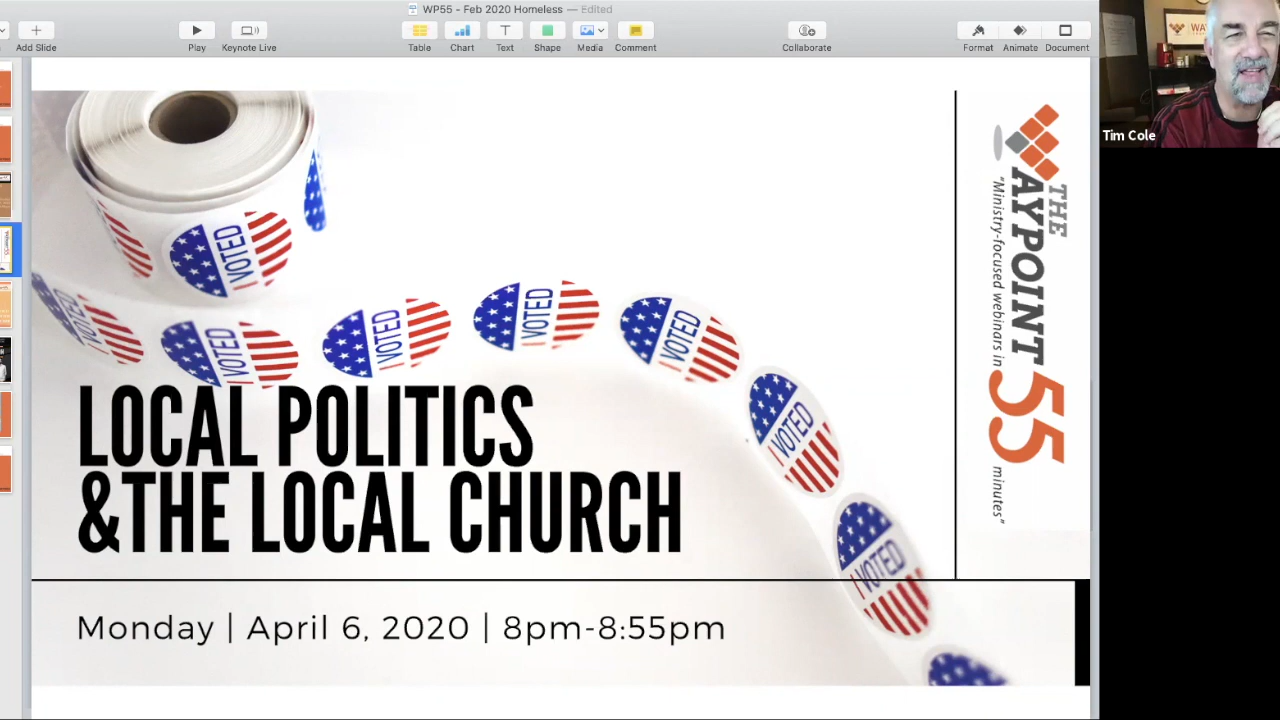 WP55 - Feb 2020 Homeless — Edited
Add Slide
Play
Keynote Live
Table
Chart
Text
Shape
Media
Comment
Collaborate
Format
Animate
Document
Tim Cole
I VOTED
I VOTED
I VOTED
I VOTED
I VOTED
I VOTED
I VOTED
I VOTED
LOCAL POLITICS
&THE LOCAL CHURCH
Monday | April 6, 2020 | 8pm-8:55pm
THE
WAYPOINT
55
"Ministry-focused webinars in
minutes"